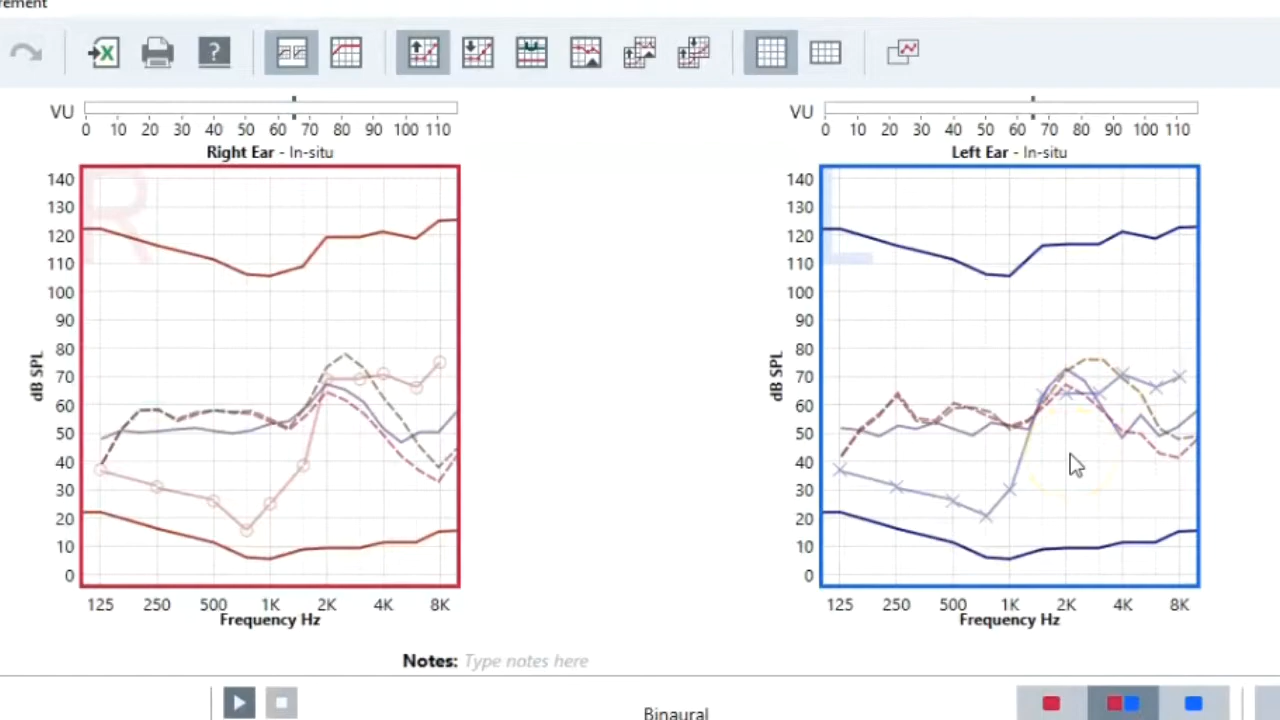 rement
?
VU
0 10 20 30 40 50 60 70 80 90 100 110
Right Ear - In-situ
R
140
130
120
110
100
90
80
70
60
50
40
30
20
10
0
dB SPL
125 250 500 1K 2K 4K 8K
Frequency Hz
VU
0 10 20 30 40 50 60 70 80 90 100 110
Left Ear - In-situ
L
140
130
120
110
100
90
80
70
60
50
40
30
20
10
0
dB SPL
125 250 500 1K 2K 4K 8K
Frequency Hz
Notes: Type notes here
Binaural